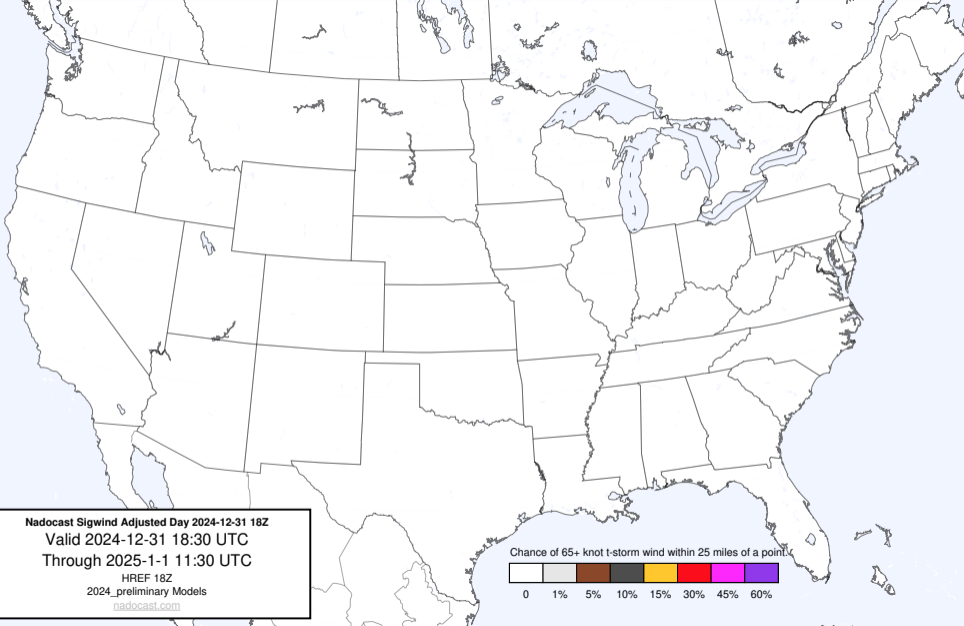 Nadocast Sigwind Adjusted Day 2024-12-31 18Z
Valid 2024-12-31 18:30 UTC
Through 2025-1-1 11:30 UTC
HREF 18Z
2024_preliminary Models
nadocast.com
Chance of 65+ knot t-storm wind within 25 miles of a point.
0 1% 5% 10% 15% 30% 45% 60%